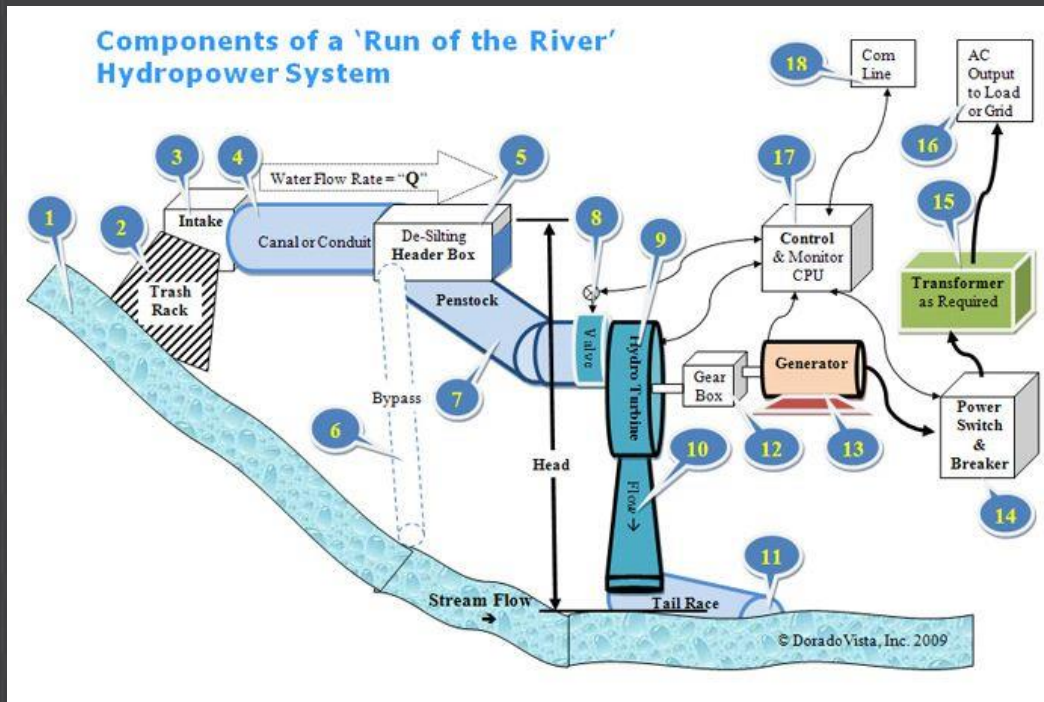 Components of a ‘Run of the River’
Hydropower System
1
2
3
4
5
Water Flow Rate = “Q”
Intake
Trash
Rack
Canal or Conduit
De-Silting
Header Box
Penstock
Bypass
6
7
8
Valve
9
Hydro Turbine
10
Flow →
Head
Stream Flow
→
Tail Race
11
Gear
Box
12
Generator
13
Power
Switch
&
Breaker
14
15
Transformer
as Required
16
AC
Output
to Load
or Grid
17
Control
& Monitor
CPU
18
Com
Line
© DoradoVista, Inc. 2009